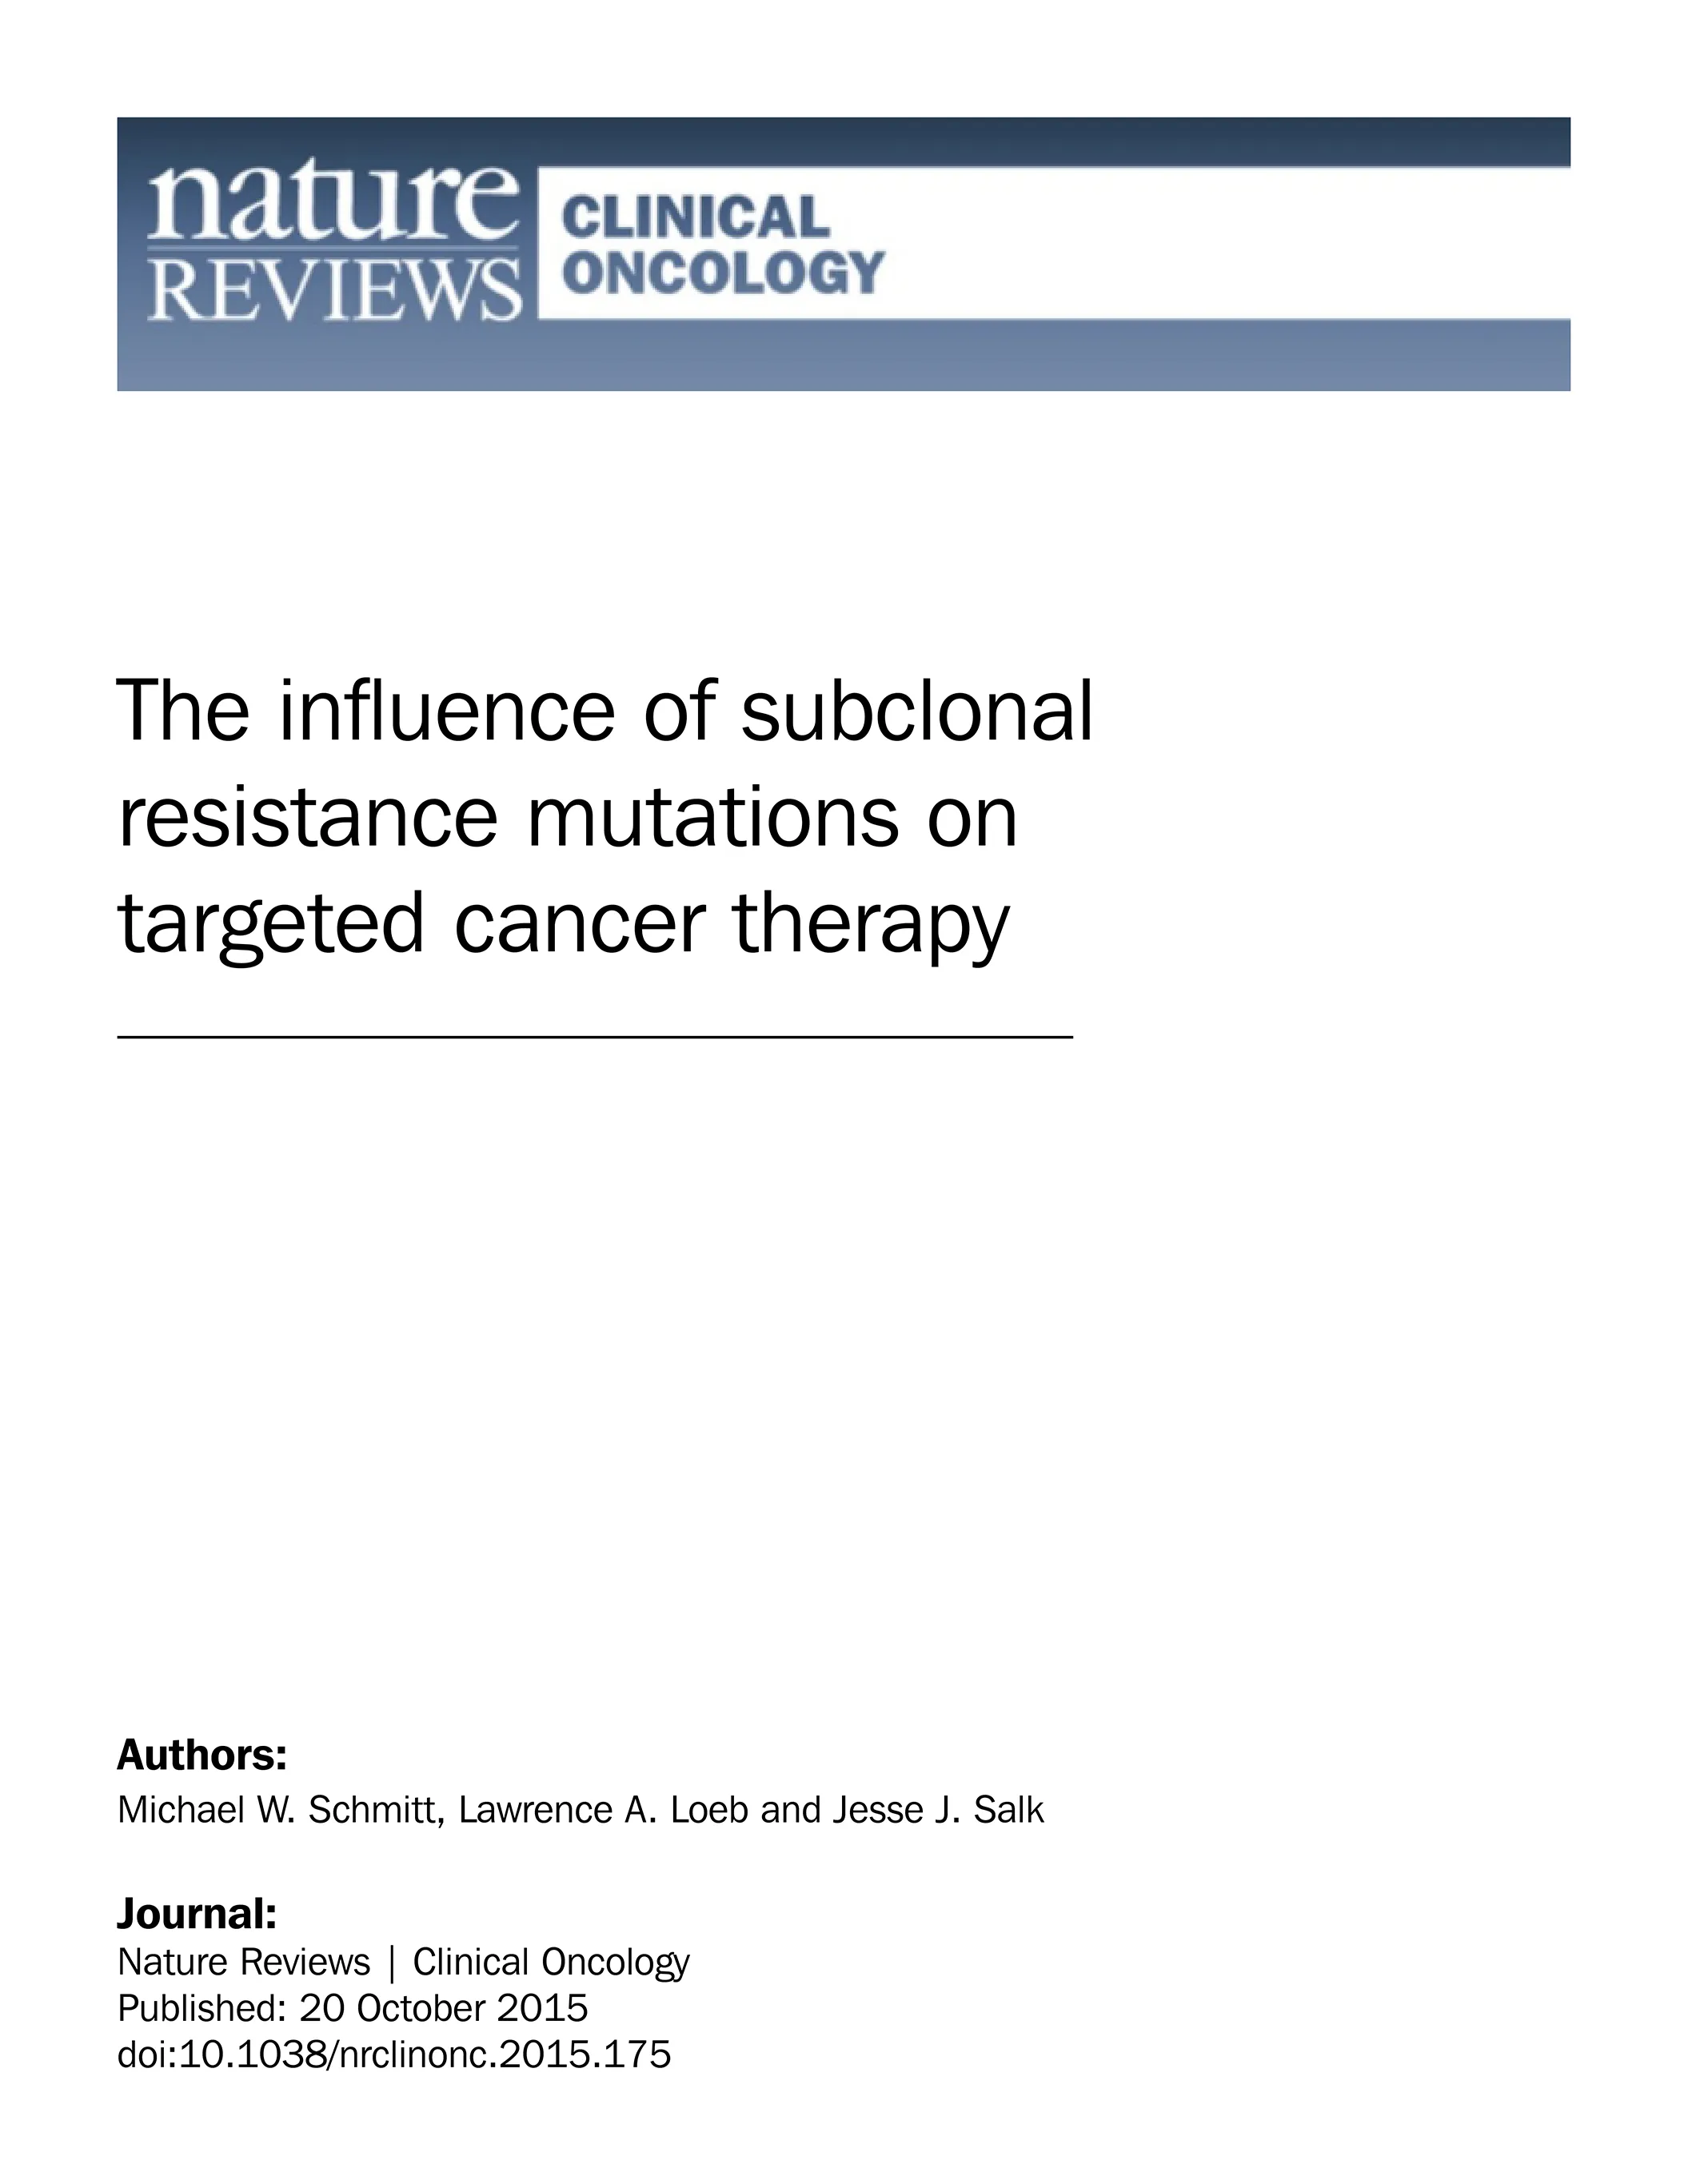 nature
REVIEWS
CLINICAL
ONCOLOGY
The influence of subclonal
resistance mutations on
targeted cancer therapy
Authors:
Michael W. Schmitt, Lawrence A. Loeb and Jesse J. Salk
Journal:
Nature Reviews | Clinical Oncology
Published: 20 October 2015
doi:10.1038/nrclinonc.2015.175